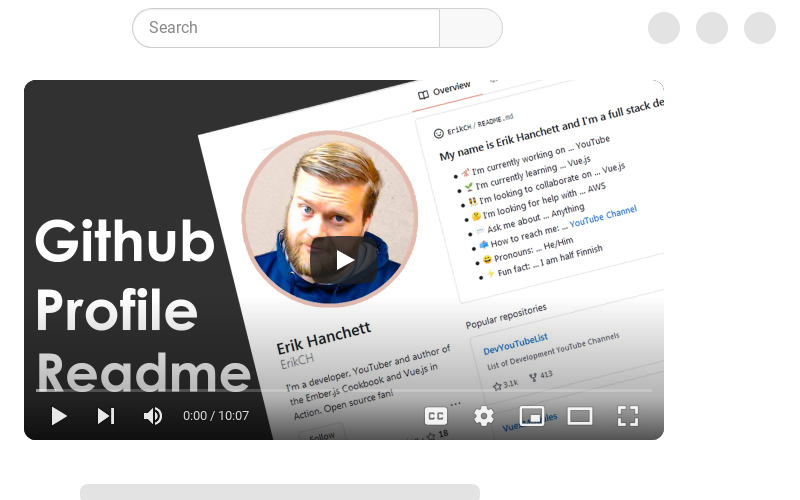 Search
Overview
ErikCH / README.md
My name is Erik Hanchett and I'm a full stack de
I'm currently working on ... YouTube
I'm currently learning ... Vue.js
I'm looking to collaborate on ... Vue.js
I'm looking for help with ... AWS
Ask me about ... Anything
How to reach me: ... YouTube Channel
Pronouns: ... He/Him
Fun fact: ... I am half Finnish
Github
Profile
Readme
Erik Hanchett
ErikCH
I'm a developer, YouTuber and author of
the Ember.js Cookbook and Vue.js in
Action. Open source fan!
Follow
Popular repositories
DevYouTubeList
List of Development YouTube Channels
3.1k 413
18
0:00 / 10:07
CC